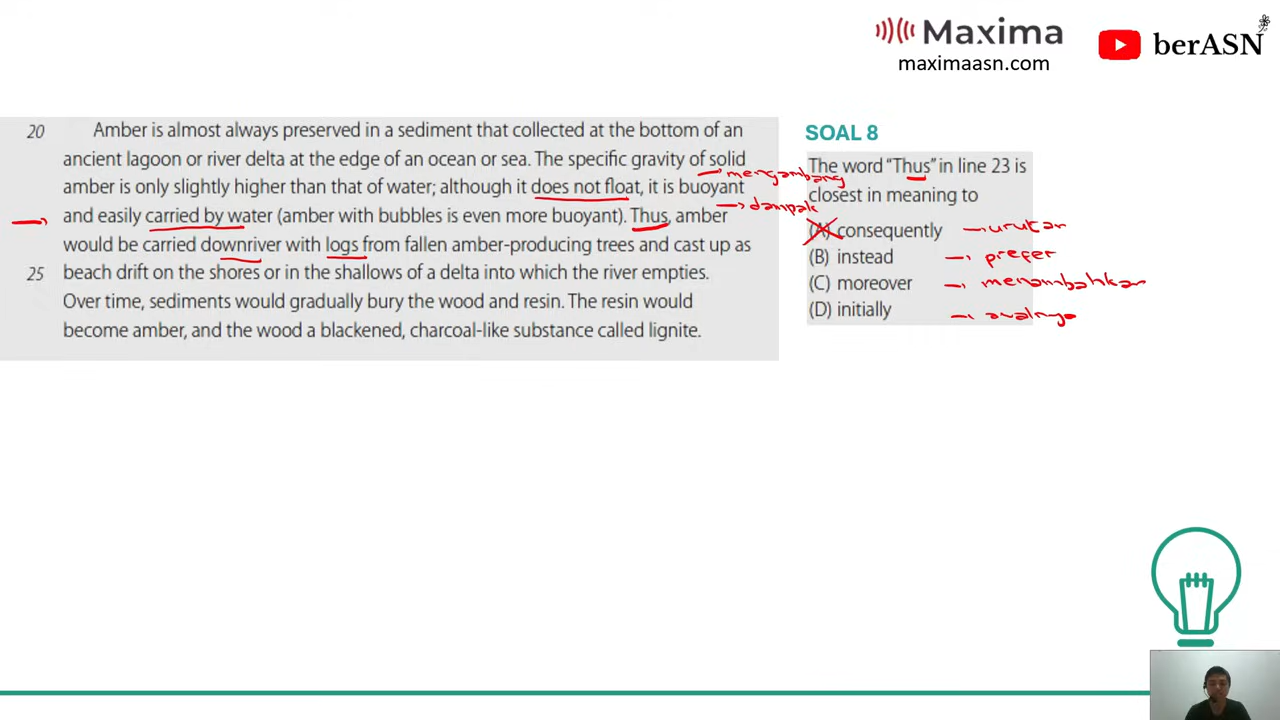 Maxima
maximaasn.com
berASN
20 Amber is almost always preserved in a sediment that collected at the bottom of an
ancient lagoon or river delta at the edge of an ocean or sea. The specific gravity of solid
amber is only slightly higher than that of water; although it does not float, it is buoyant
and easily carried by water (amber with bubbles is even more buoyant). Thus, amber
would be carried downriver with logs from fallen amber-producing trees and cast up as
25 beach drift on the shores or in the shallows of a delta into which the river empties.
Over time, sediments would gradually bury the wood and resin. The resin would
become amber, and the wood a blackened, charcoal-like substance called lignite.
mengambang
dampak
SOAL 8
The word “Thus” in line 23 is
closest in meaning to
(A) consequently urutan
(B) instead prefer
(C) moreover menambahkan
(D) initially awalnya